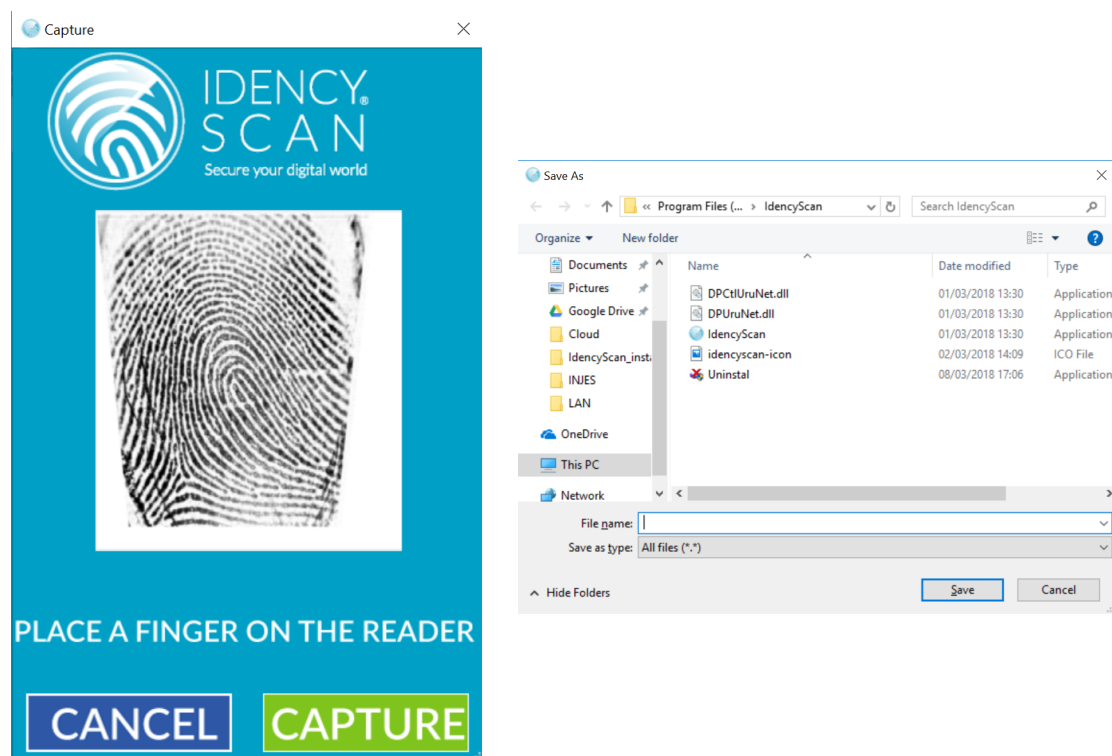 Capture
IDENCY®
SCAN
Secure your digital world
PLACE A FINGER ON THE READER
CANCEL
CAPTURE
Save As
« Program Files (... › IdencyScan
Search IdencyScan
Organize
New folder
?
Documents
Pictures
Google Drive
Cloud
IdencyScan_insta
INJES
LAN
OneDrive
This PC
Network
Name Date modified Type
DPCtlUruNet.dll 01/03/2018 13:30 Application
DPUruNet.dll 01/03/2018 13:30 Application
IdencyScan 01/03/2018 13:30 Application
idencyscan-icon 02/03/2018 14:09 ICO File
Uninstal 08/03/2018 17:06 Application
File name:
Save as type: All files (*.*)
Hide Folders
Save
Cancel